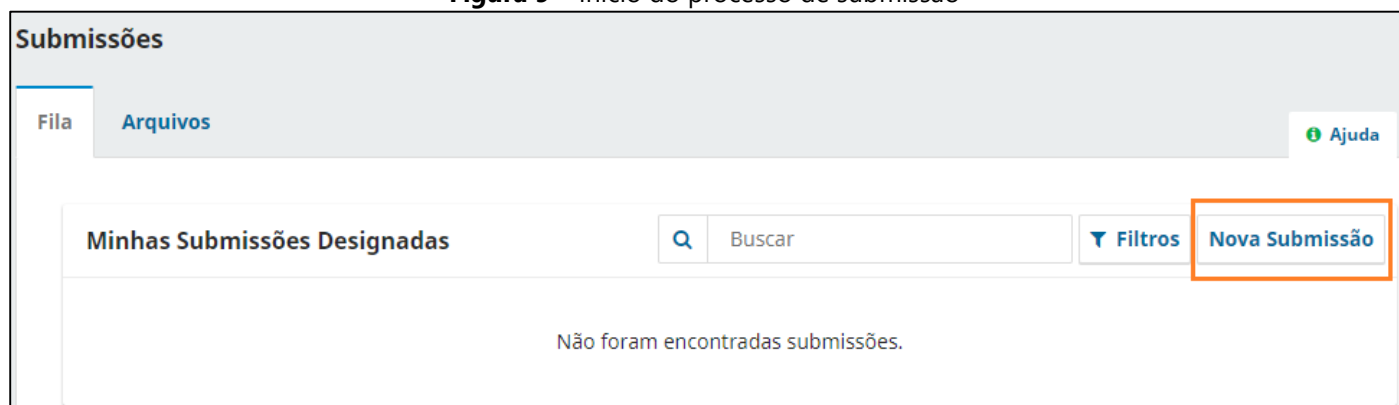 Submissões
Fila Arquivos
Ajuda
Minhas Submissões Designadas Buscar Filtros Nova Submissão
Não foram encontradas submissões.